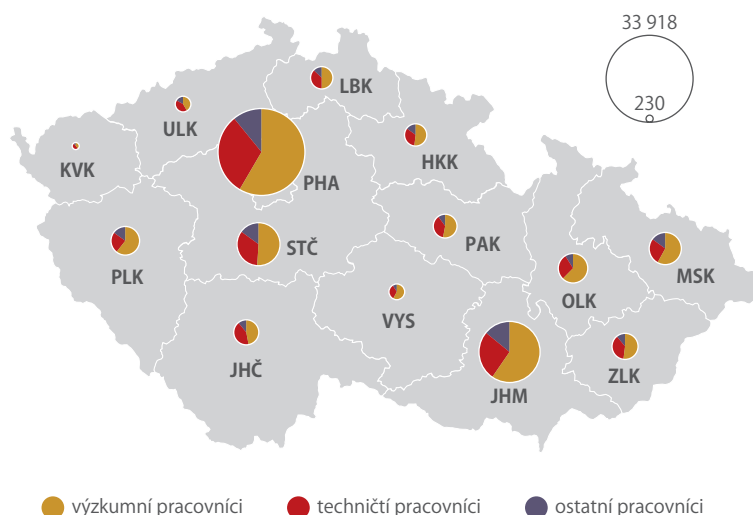 33 918
230
LBK
ULK
HKK
KVK
PHA
STČ
PAK
PLK
MSK
OLK
VYS
JHČ
ZLK
JHM
výzkumní pracovníci
techničtí pracovníci
ostatní pracovníci